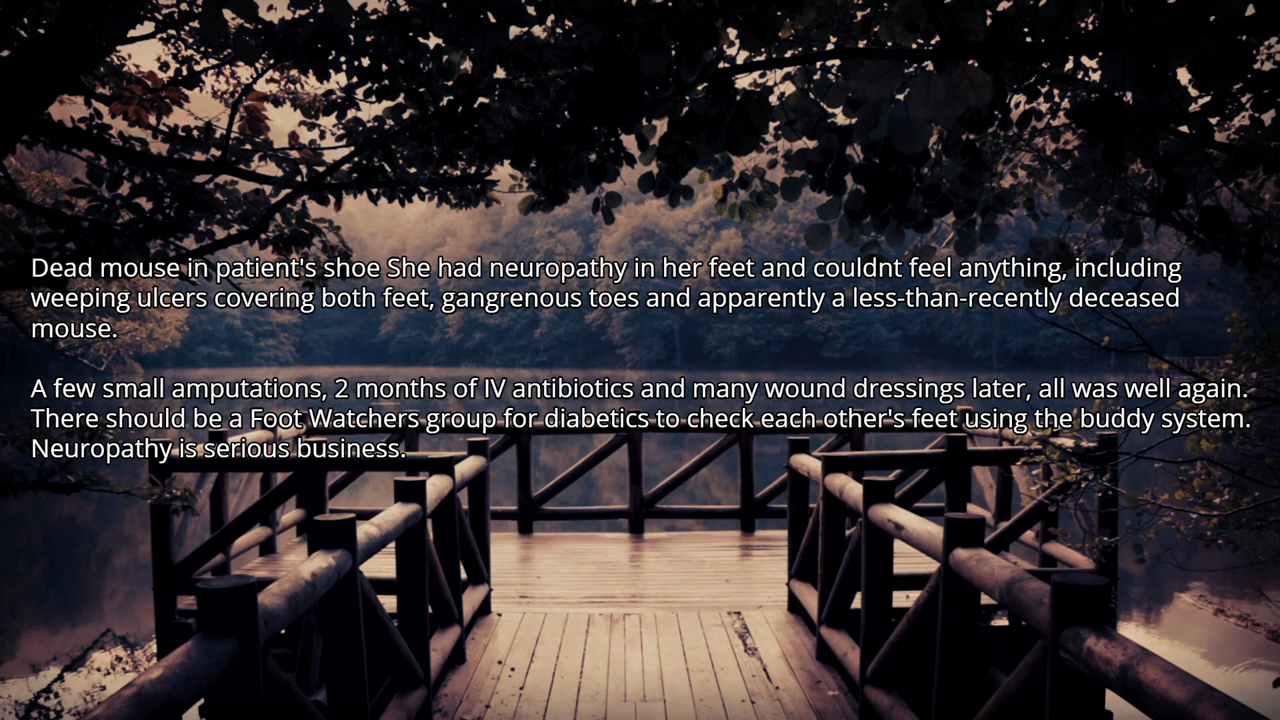 Dead mouse in patient's shoe She had neuropathy in her feet and couldnt feel anything, including
weeping ulcers covering both feet, gangrenous toes and apparently a less-than-recently deceased
mouse.
A few small amputations, 2 months of IV antibiotics and many wound dressings later, all was well again.
There should be a Foot Watchers group for diabetics to check each other's feet using the buddy system.
Neuropathy is serious business.